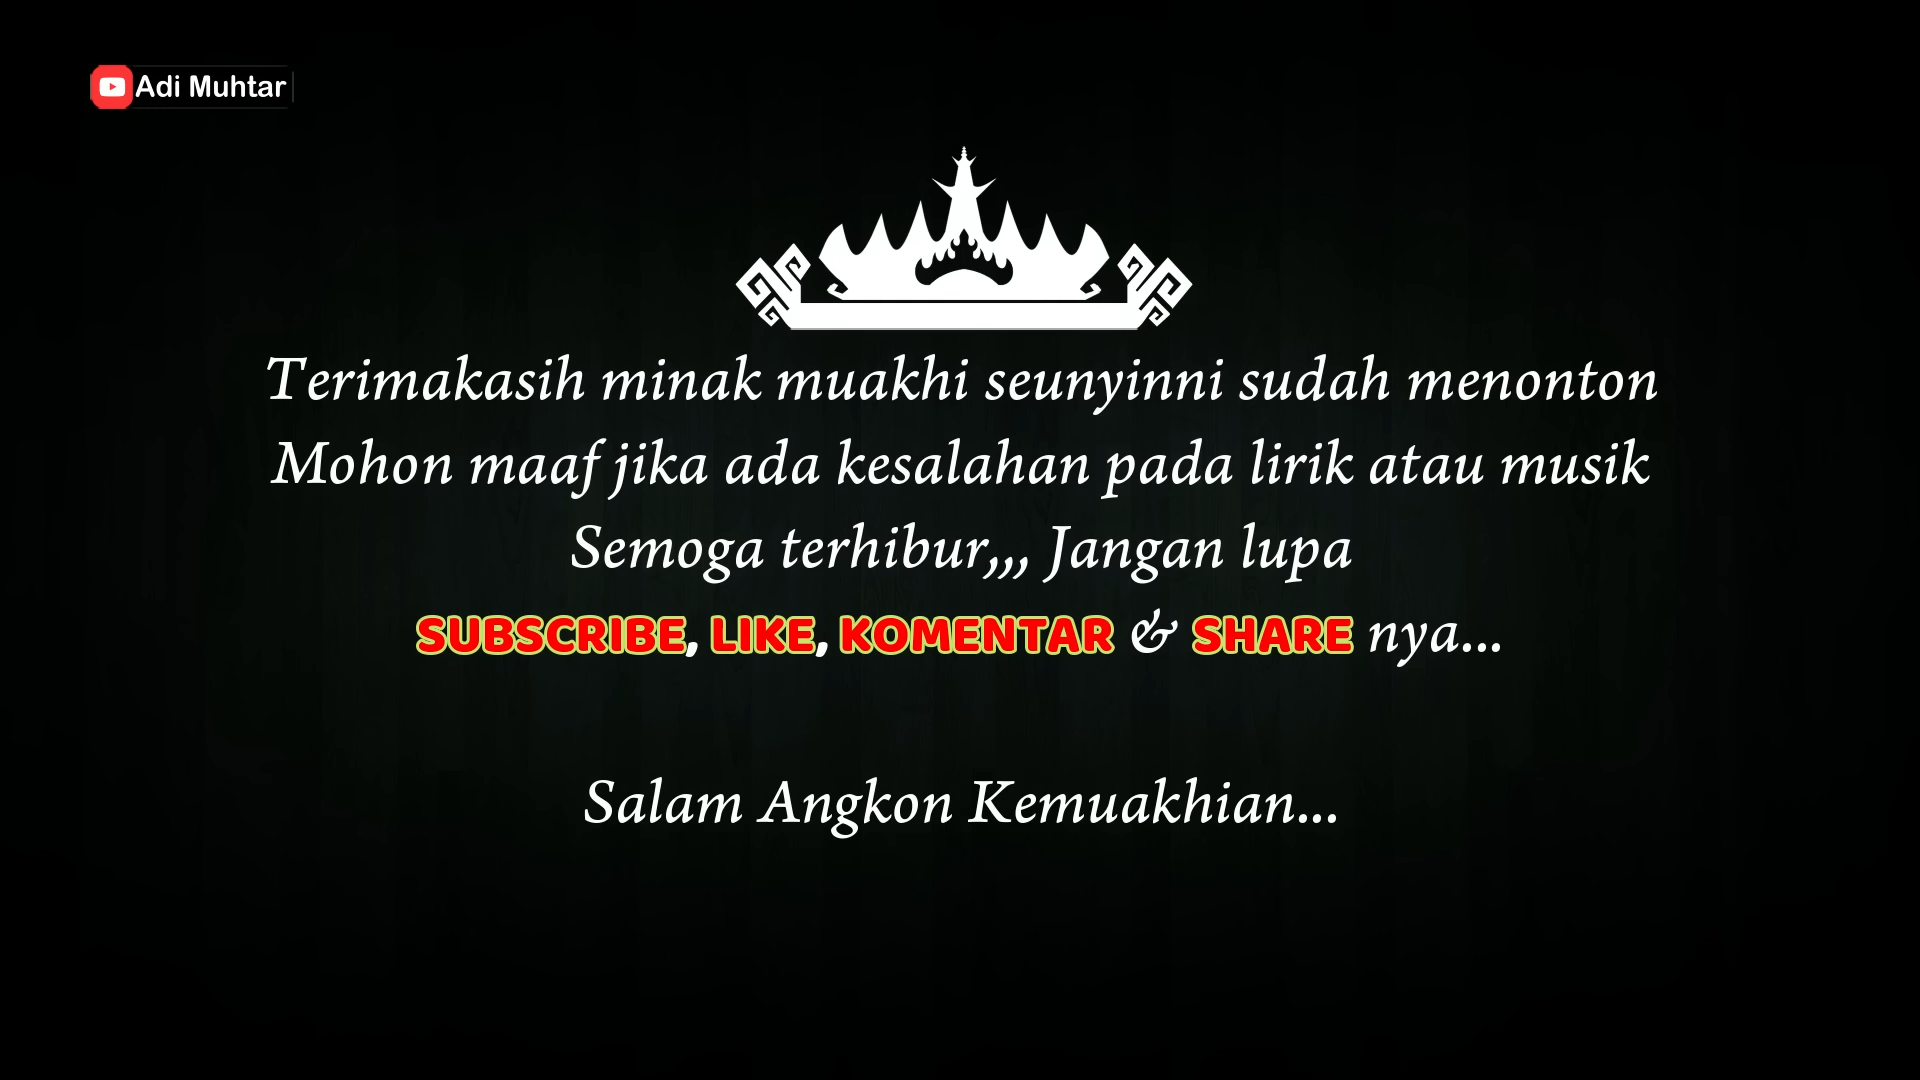 Adi Muhtar
Terimakasih minak muakhi seunyinni sudah menonton
Mohon maaf jika ada kesalahan pada lirik atau musik
Semoga terhibur,,, Jangan lupa
SUBSCRIBE, LIKE, KOMENTAR & SHARE nya...
Salam Angkon Kemuakhian...